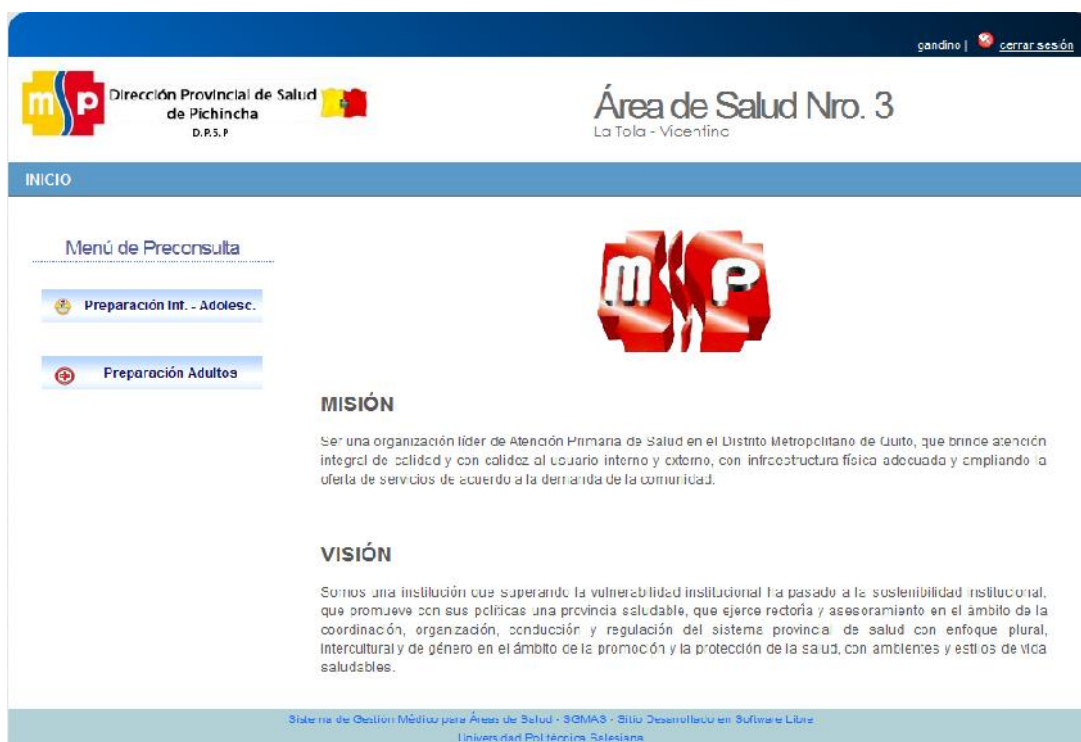 gandino | cerrar sesión
msp
Dirección Provincial de Salud
de Pichincha
D.P.S.P
Área de Salud Nro. 3
La Tola - Vicentina
INICIO
Menú de Preconsulta
Preparación Inf. - Adolesc.
Preparación Adultos
m p
MISIÓN
Ser una organización líder de Atención Primaria de Salud en el Distrito Metropolitano de Quito, que brinde atención
integral de calidad y con calidez al usuario interno y externo, con infraestructura física adecuada y ampliando la
oferta de servicios de acuerdo a la demanda de la comunidad.
VISIÓN
Somos una institución que superando la vulnerabilidad institucional ha pasado a la sostenibilidad institucional,
que promueve con sus políticas una provincia saludable, que ejerce rectoría y asesoramiento en el ámbito de la
coordinación, organización, conducción y regulación del sistema provincial de salud con enfoque plural,
intercultural y de género en el ámbito de la promoción y la protección de la salud, con ambientes y estilos de vida
saludables.
Sistema de Gestión Médico para Áreas de Salud - SGMAS - Sitio Desarrollado en Software Libre
Universidad Politécnica Salesiana